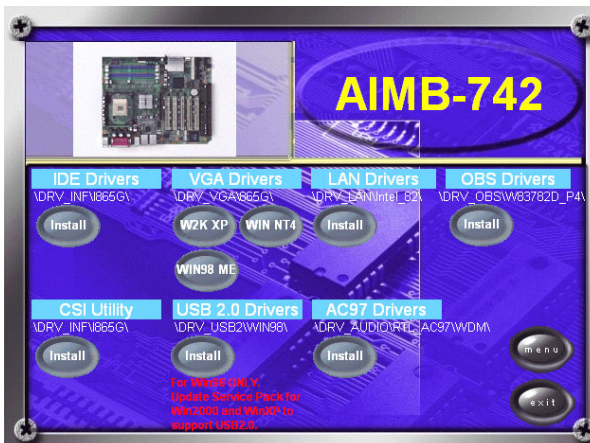 AIMB-742
IDE Drivers
\DRV_INF\I865G\
Install
VGA Drivers
\DRV_VGA\865G\
W2K XP
WIN NT4
WIN98 ME
LAN Drivers
\DRV_LAN\Intel_82\
Install
OBS Drivers
\DRV_OBS\W83782D_P4\
Install
CSI Utility
\DRV_INF\I865G\
Install
USB 2.0 Drivers
\DRV_USB2\WIN98\
Install
For Win98 ONLY.
Update Service Pack for
Win2000 and WinXP to
support USB2.0.
AC97 Drivers
\DRV_AUDIO\RTL_AC97\WDM\
Install
menu
exit